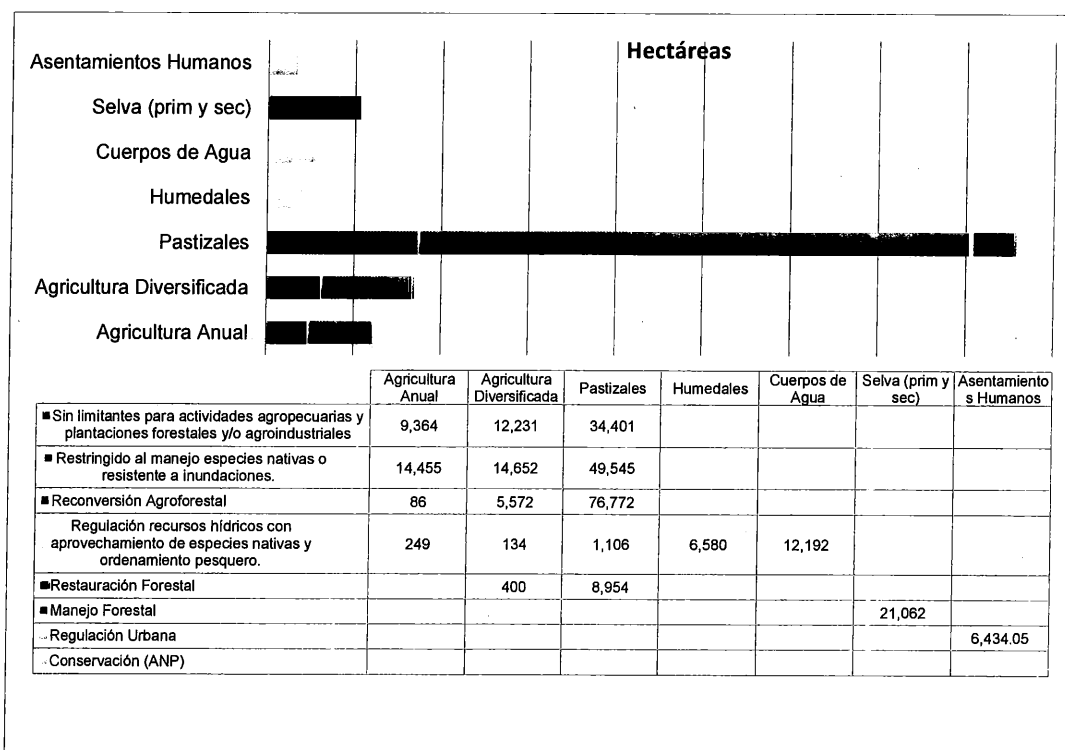 Hectáreas
Asentamientos Humanos
Selva (prim y sec)
Cuerpos de Agua
Humedales
Pastizales
Agricultura Diversificada
Agricultura Anual
Agricultura Anual Agricultura Diversificada Pastizales Humedales Cuerpos de Agua Selva (prim y sec) Asentamiento s Humanos
Sin limitantes para actividades agropecuarias y
plantaciones forestales y/o agroindustriales 9,364 12,231 34,401
Restringido al manejo especies nativas o
resistente a inundaciones. 14,455 14,652 49,545
Reconversión Agroforestal 86 5,572 76,772
Regulación recursos hídricos con
aprovechamiento de especies nativas y
ordenamiento pesquero. 249 134 1,106 6,580 12,192
Restauración Forestal 400 8,954
Manejo Forestal 21,062
Regulación Urbana 6,434.05
Conservación (ANP)